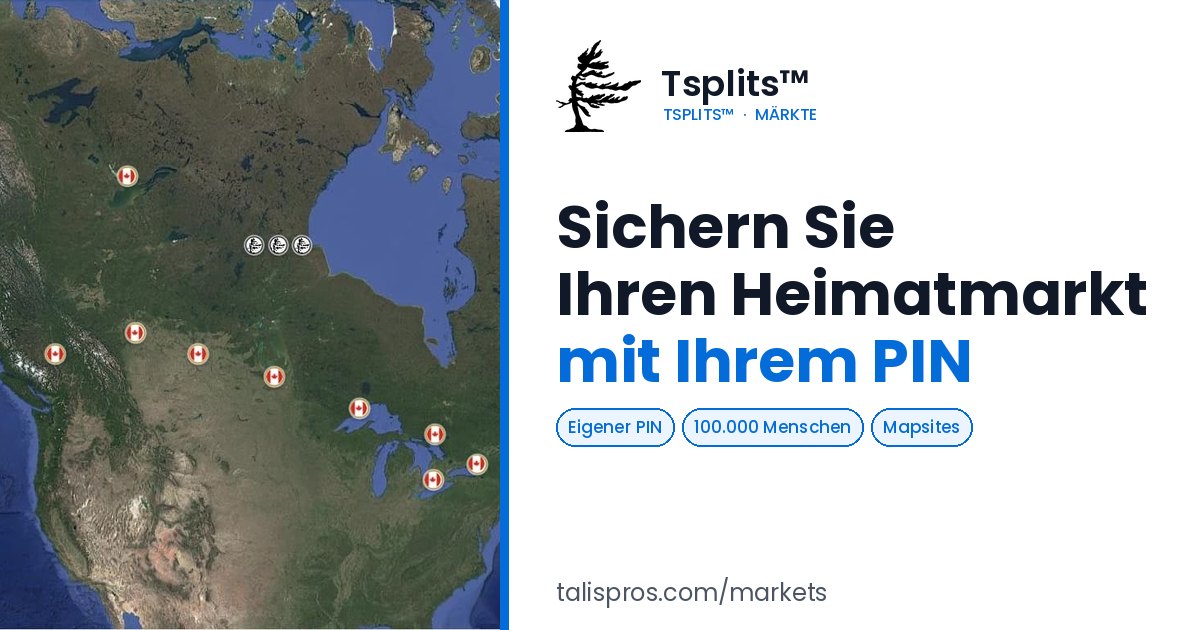 Tsplits™
TSPLITS™ · MÄRKTE
Sichern Sie
Ihren Heimatmarkt
mit Ihrem PIN
Eigener PIN
100.000 Menschen
Mapsites
talispros.com/markets